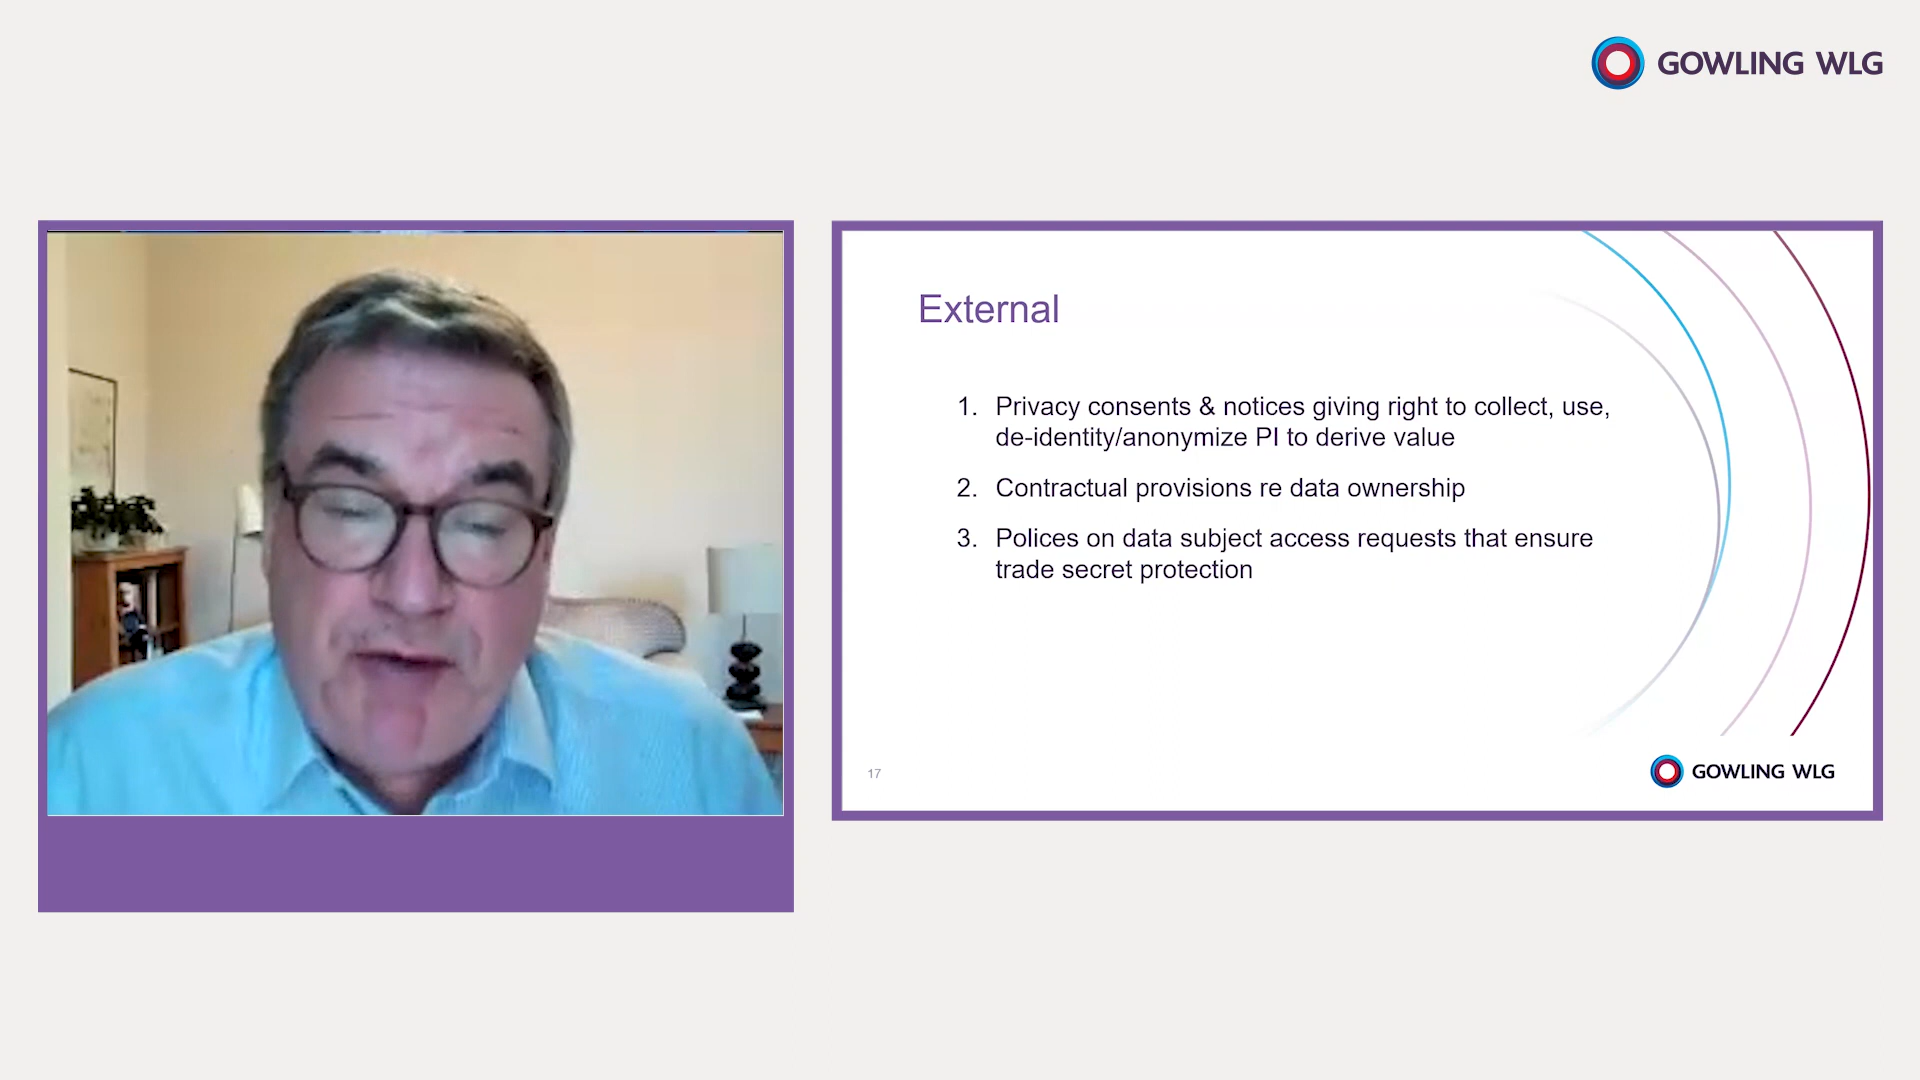 GOWLING WLG
External
1. Privacy consents & notices giving right to collect, use,
de-identity/anonymize PI to derive value
2. Contractual provisions re data ownership
3. Polices on data subject access requests that ensure
trade secret protection
17
GOWLING WLG